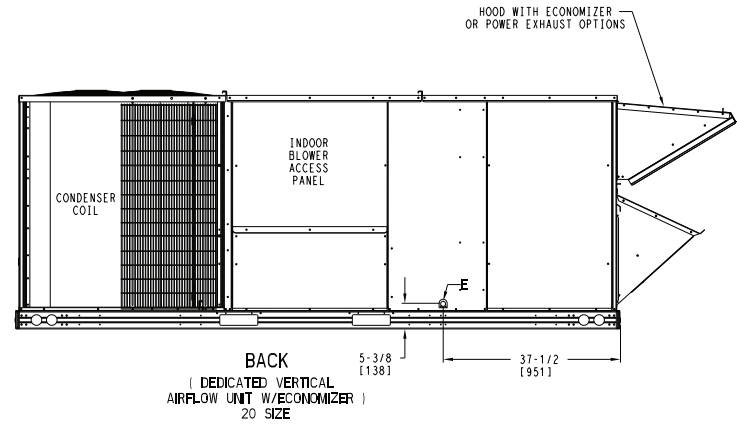 HOOD WITH ECONOMIZER
OR POWER EXHAUST OPTIONS
INDOOR
BLOWER
ACCESS
PANEL
CONDENSER
COIL
E
5-3/8
[138]
37-1/2
[951]
BACK
( DEDICATED VERTICAL
AIRFLOW UNIT W/ECONOMIZER )
20 SIZE